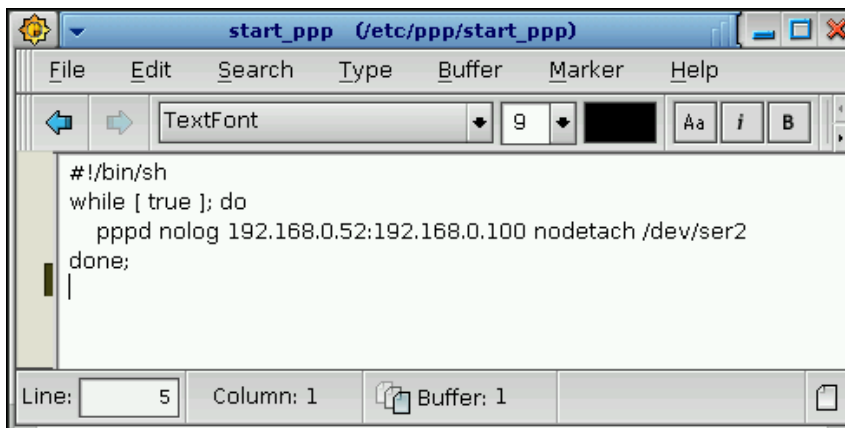 start_ppp (/etc/ppp/start_ppp)
File Edit Search Type Buffer Marker Help
TextFont 9 Aa i B
#!/bin/sh
while [ true ]; do
    pppd nolog 192.168.0.52:192.168.0.100 nodetach /dev/ser2
done;
Line: 5 Column: 1 Buffer: 1